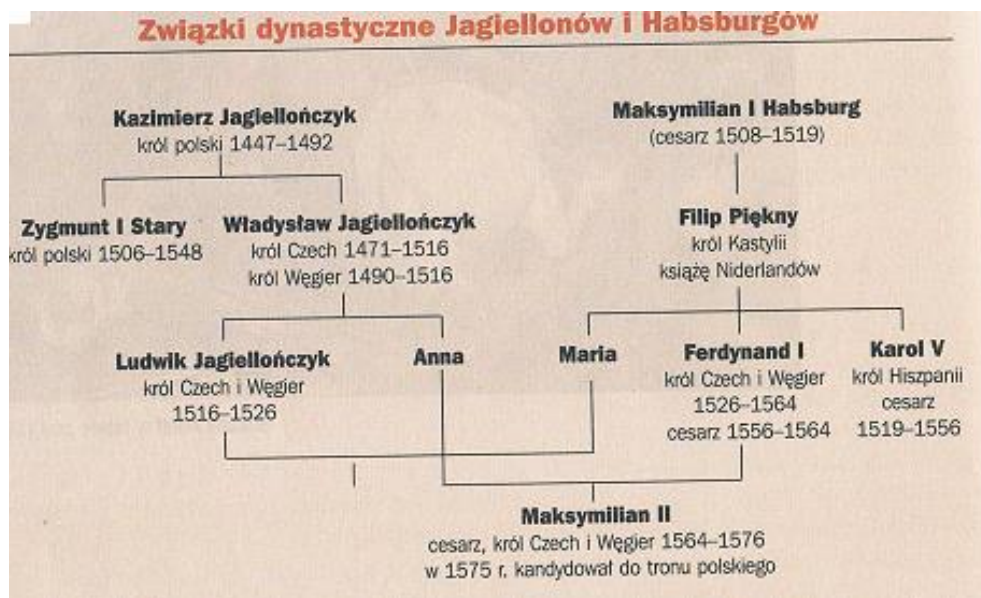 Związki dynastyczne Jagiellonów i Habsburgów
Kazimierz Jagiellończyk
król polski 1447–1492
Maksymilian I Habsburg
(cesarz 1508–1519)
Zygmunt I Stary
król polski 1506–1548
Władysław Jagiellończyk
król Czech 1471–1516
król Węgier 1490–1516
Filip Piękny
król Kastylii
książę Niderlandów
Ludwik Jagiellończyk
król Czech i Węgier
1516–1526
Anna
Maria
Ferdynand I
król Czech i Węgier
1526–1564
cesarz 1556–1564
Karol V
król Hiszpanii
cesarz
1519–1556
Maksymilian II
cesarz, król Czech i Węgier 1564–1576
w 1575 r. kandydował do tronu polskiego